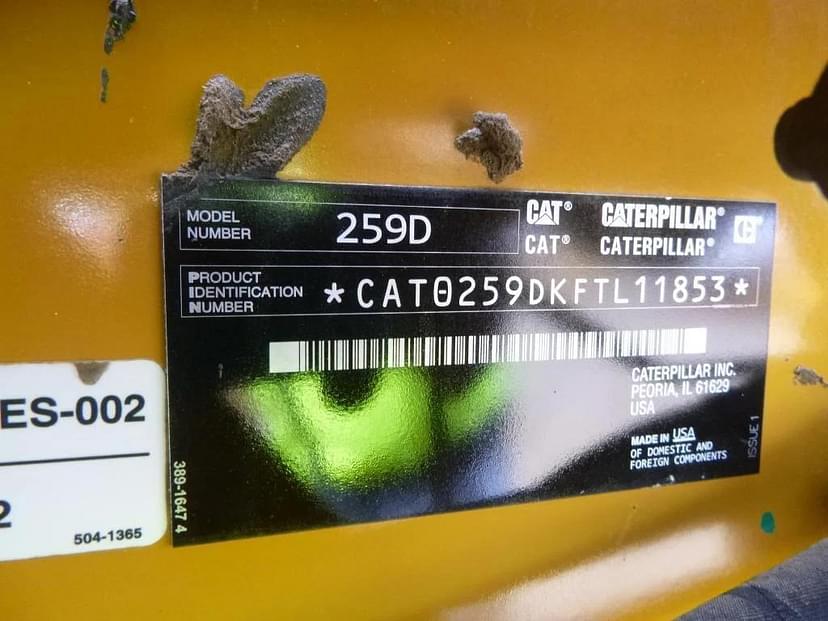 MODEL
NUMBER
259D
CAT® CATERPILLAR®
CAT® CATERPILLAR®
PRODUCT
IDENTIFICATION
NUMBER
*CAT0259DKFTL11853*
CATERPILLAR INC.
PEORIA, IL 61629
USA
MADE IN USA
OF DOMESTIC AND
FOREIGN COMPONENTS
ISSUE 1
389-1647 4
ES-002
2
504-1365